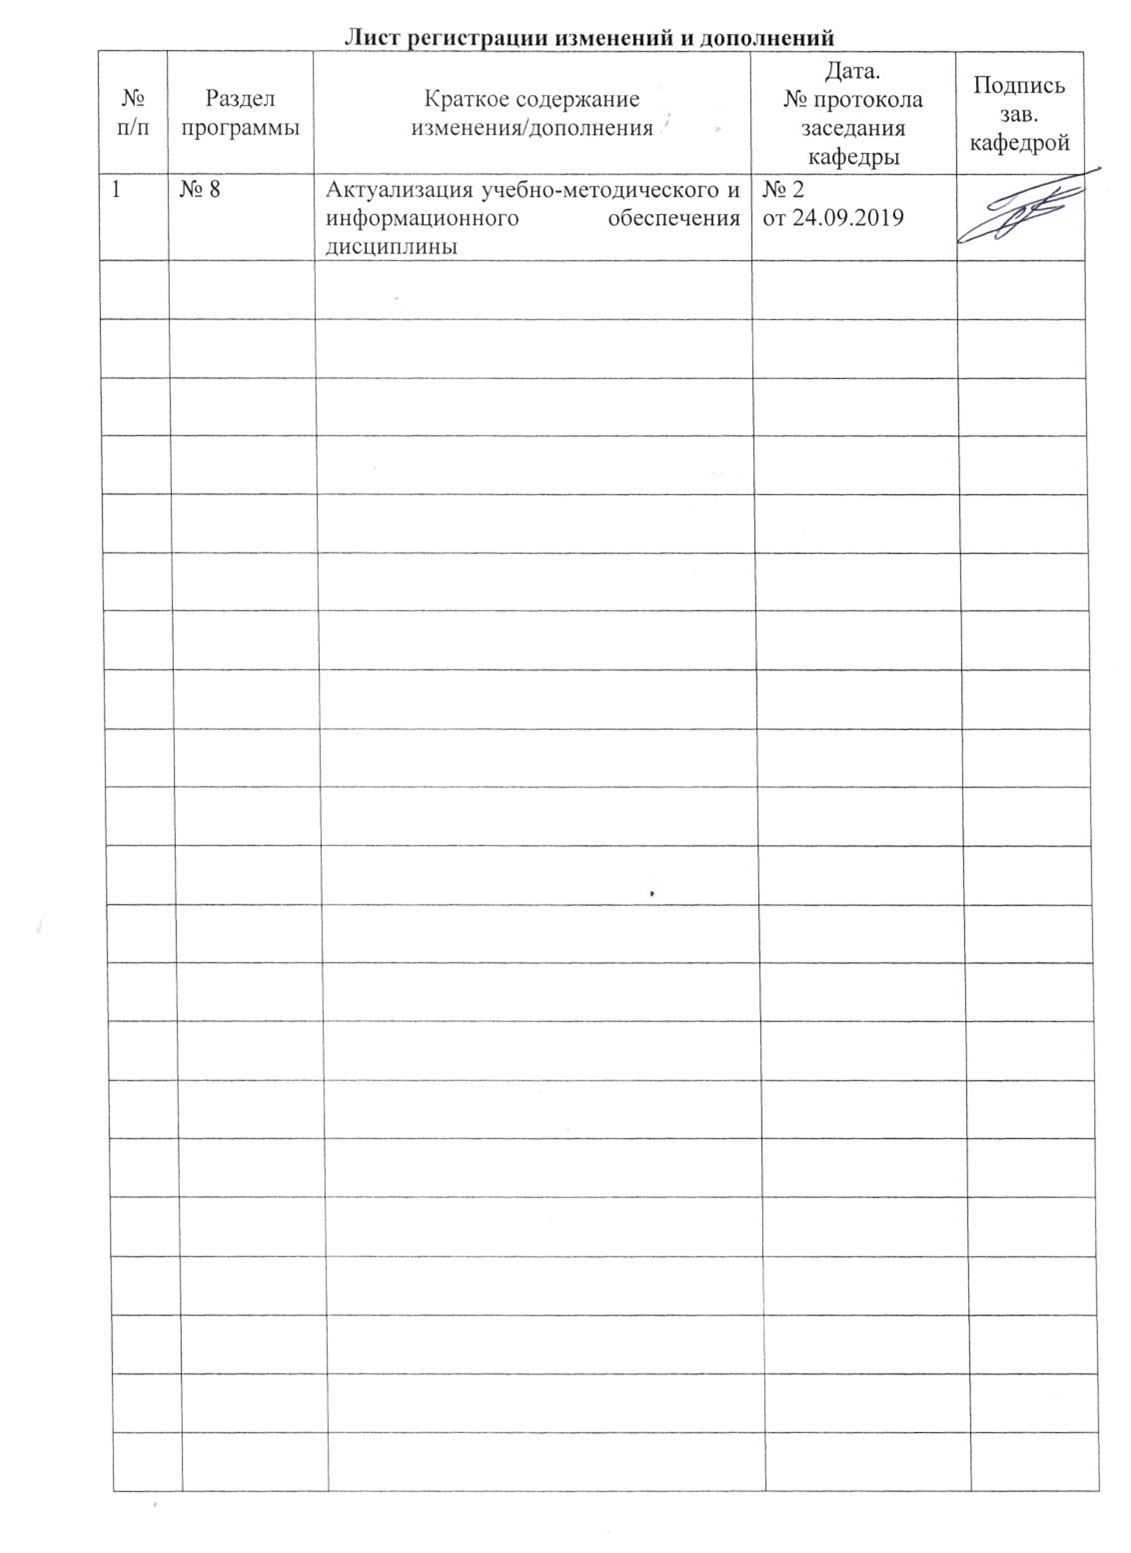 Лист регистрации изменений и дополнений
№
п/п
Раздел
программы
Краткое содержание
изменения/дополнения
Дата.
№ протокола
заседания
кафедры
Подпись
зав.
кафедрой
1
№ 8
Актуализация учебно-методического и
информационного обеспечения
дисциплины
№ 2
от 24.09.2019